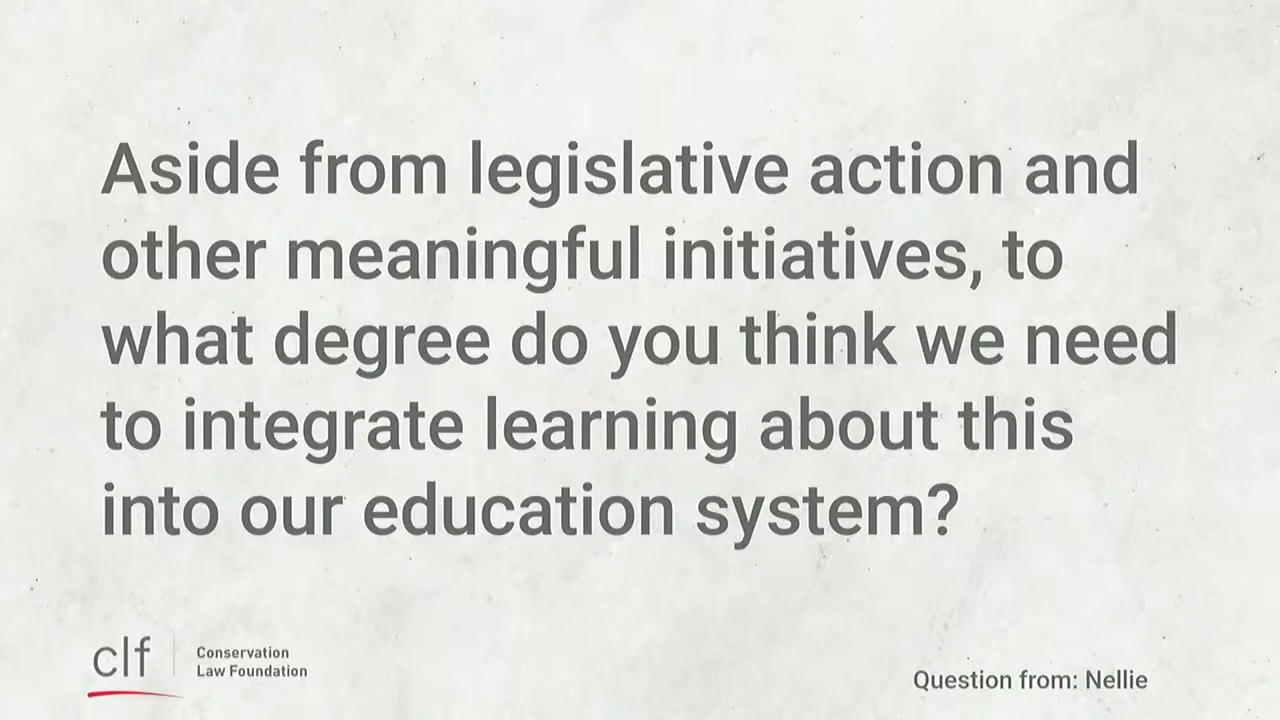 Aside from legislative action and
other meaningful initiatives, to
what degree do you think we need
to integrate learning about this
into our education system?
clf
Conservation
Law Foundation
Question from: Nellie